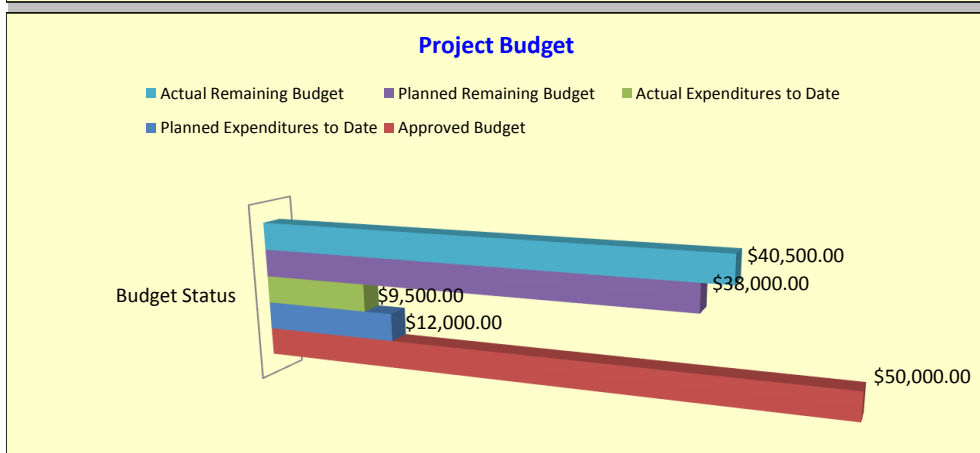 Project Budget
Actual Remaining Budget Planned Remaining Budget Actual Expenditures to Date
Planned Expenditures to Date Approved Budget
$40,500.00
$38,000.00
Budget Status
$9,500.00
$12,000.00
$50,000.00